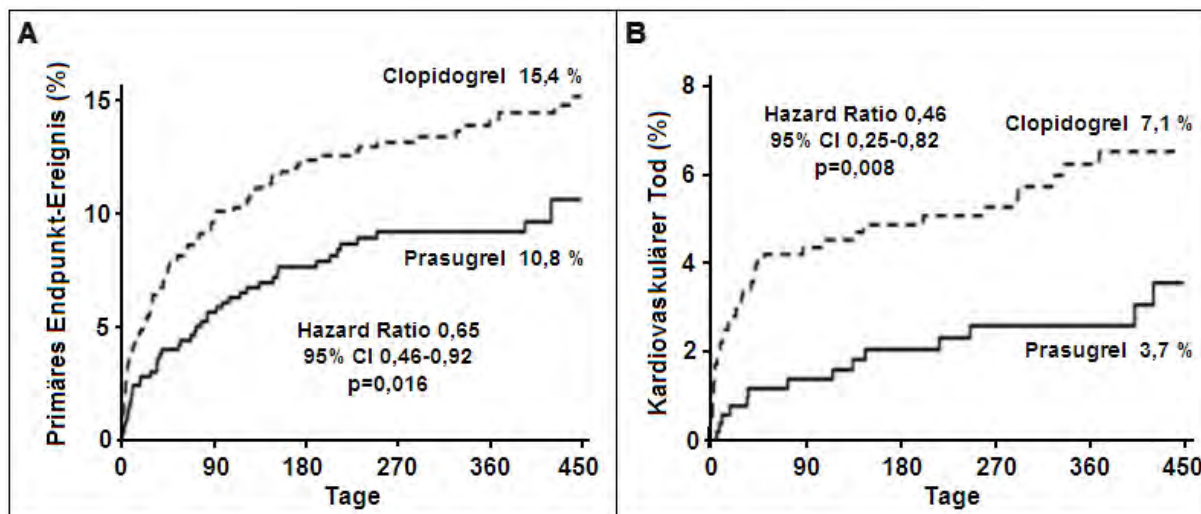 A
Primäres Endpunkt-Ereignis (%)
15
10
5
0
Clopidogrel 15,4 %
Prasugrel 10,8 %
Hazard Ratio 0,65
95% CI 0,46-0,92
p=0,016
0 90 180 270 360 450
Tage
B
Kardiovaskulärer Tod (%)
8
6
4
2
0
Hazard Ratio 0,46
95% CI 0,25-0,82
p=0,008
Clopidogrel 7,1 %
Prasugrel 3,7 %
0 90 180 270 360 450
Tage